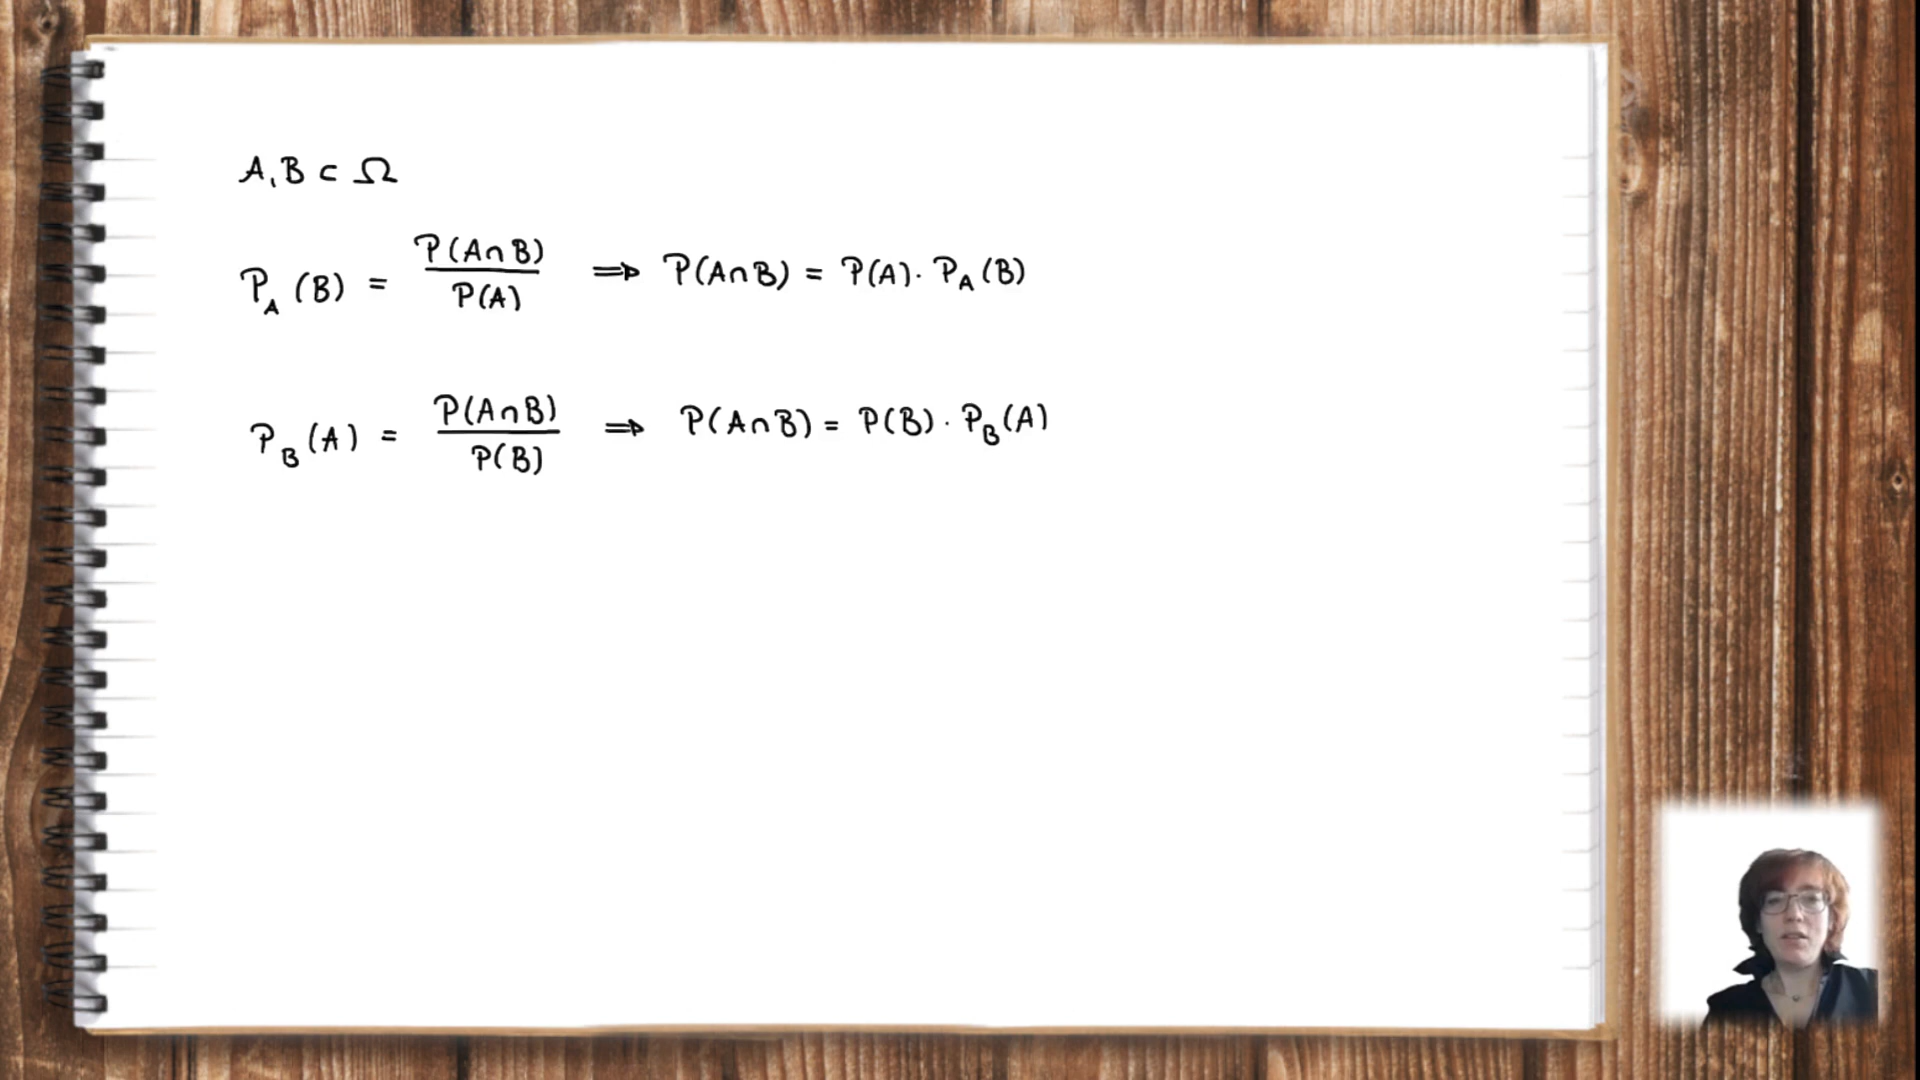 A, B ⊂ Ω
P_A (B) = P(A∩B) / P(A) ⟹ P(A∩B) = P(A) · P_A (B)
P_B (A) = P(A∩B) / P(B) ⟹ P(A∩B) = P(B) · P_B (A)